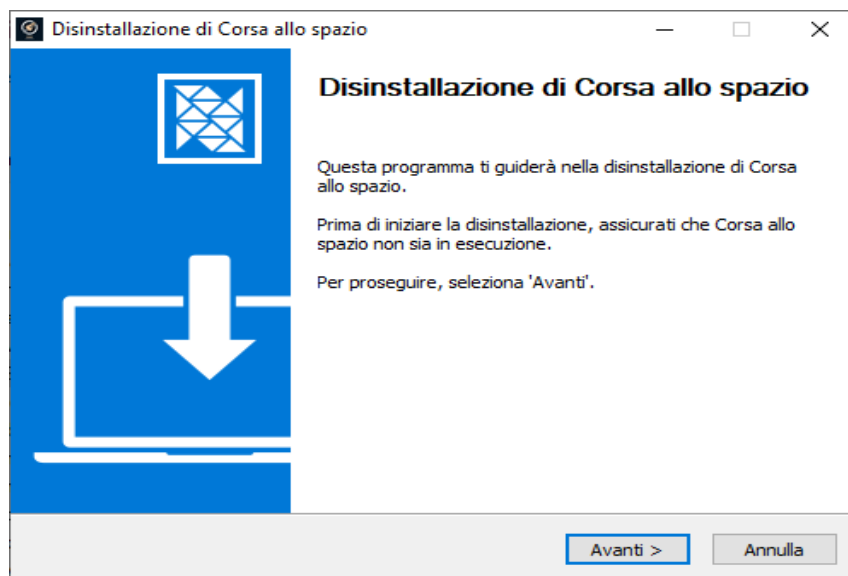 Disinstallazione di Corsa allo spazio
Disinstallazione di Corsa allo spazio
Questa programma ti guiderà nella disinstallazione di Corsa
allo spazio.
Prima di iniziare la disinstallazione, assicurati che Corsa allo
spazio non sia in esecuzione.
Per proseguire, seleziona 'Avanti'.
Avanti >
Annulla